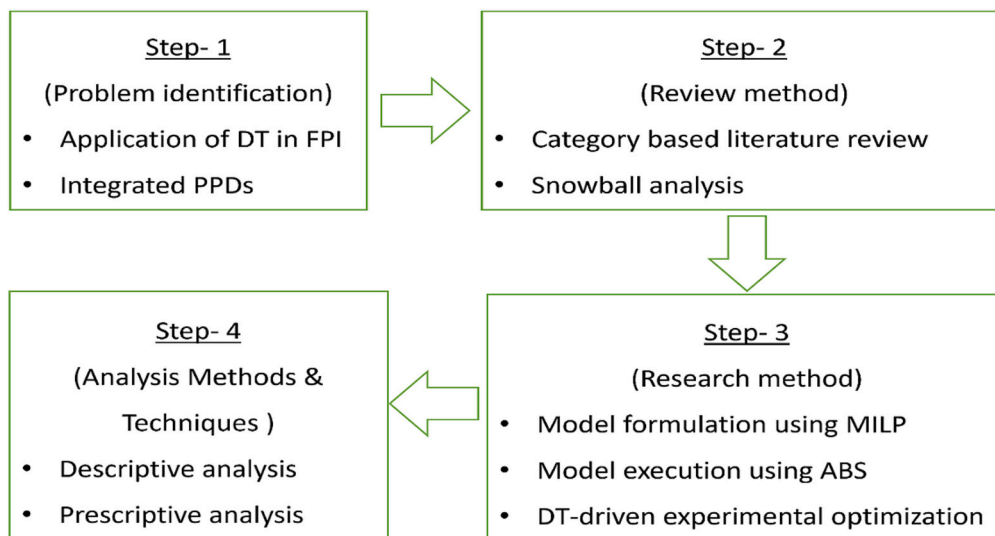 Step- 1
(Problem identification)
• Application of DT in FPI
• Integrated PPDs
Step- 2
(Review method)
• Category based literature review
• Snowball analysis
Step- 3
(Research method)
• Model formulation using MILP
• Model execution using ABS
• DT-driven experimental optimization
Step- 4
(Analysis Methods &
Techniques )
• Descriptive analysis
• Prescriptive analysis